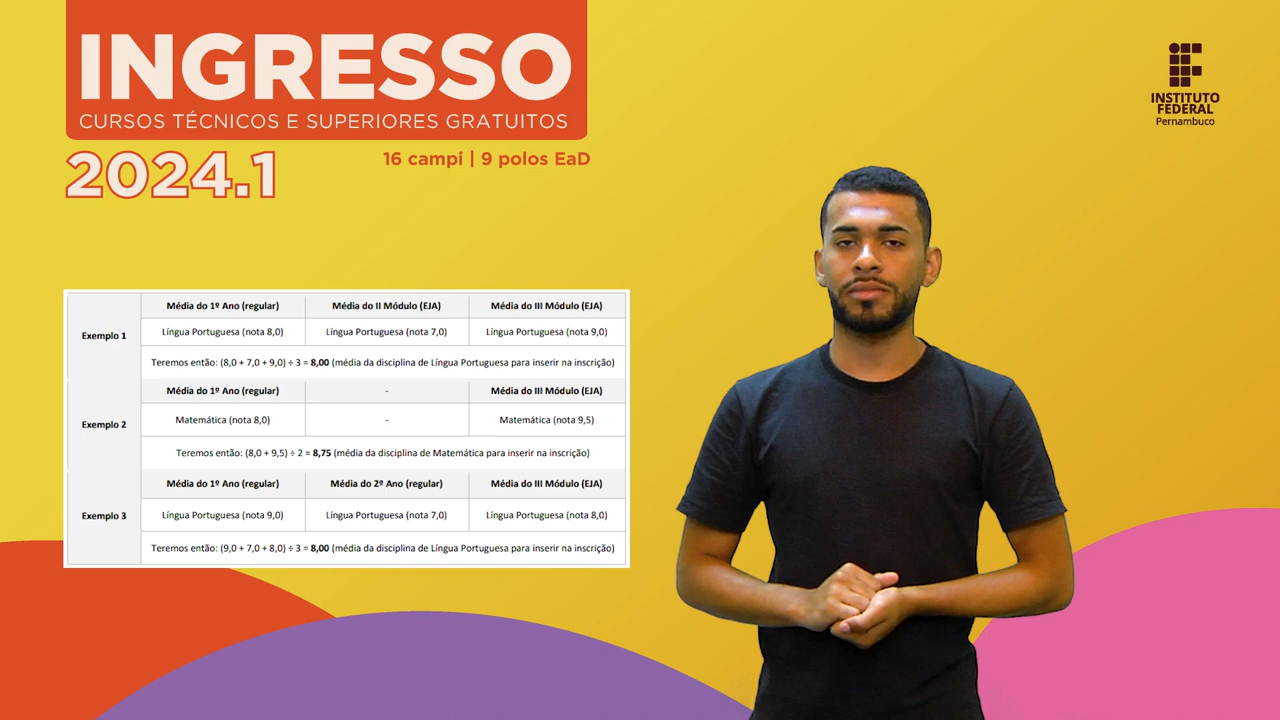 INGRESSO
CURSOS TÉCNICOS E SUPERIORES GRATUITOS
2024.1
16 campi | 9 polos EaD
INSTITUTO
FEDERAL
Pernambuco
Exemplo 1
Média do 1º Ano (regular) Média do II Módulo (EJA) Média do III Módulo (EJA)
Língua Portuguesa (nota 8,0) Língua Portuguesa (nota 7,0) Língua Portuguesa (nota 9,0)
Teremos então: (8,0 + 7,0 + 9,0) ÷ 3 = 8,00 (média da disciplina de Língua Portuguesa para inserir na inscrição)
Exemplo 2
Média do 1º Ano (regular) - Média do III Módulo (EJA)
Matemática (nota 8,0) - Matemática (nota 9,5)
Teremos então: (8,0 + 9,5) ÷ 2 = 8,75 (média da disciplina de Matemática para inserir na inscrição)
Exemplo 3
Média do 1º Ano (regular) Média do 2º Ano (regular) Média do III Módulo (EJA)
Língua Portuguesa (nota 9,0) Língua Portuguesa (nota 7,0) Língua Portuguesa (nota 8,0)
Teremos então: (9,0 + 7,0 + 8,0) ÷ 3 = 8,00 (média da disciplina de Língua Portuguesa para inserir na inscrição)